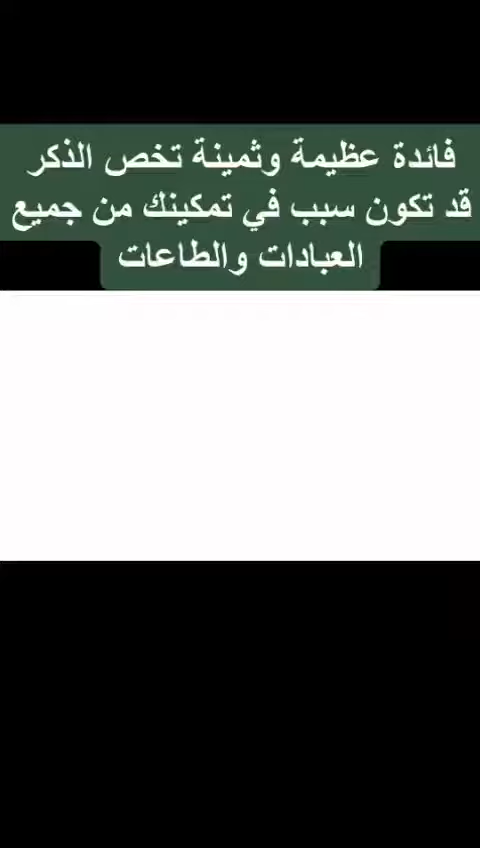 فائدة عظيمة وثمينة تخص الذكر
قد تكون سبب في تمكينك من جميع
العبادات والطاعات